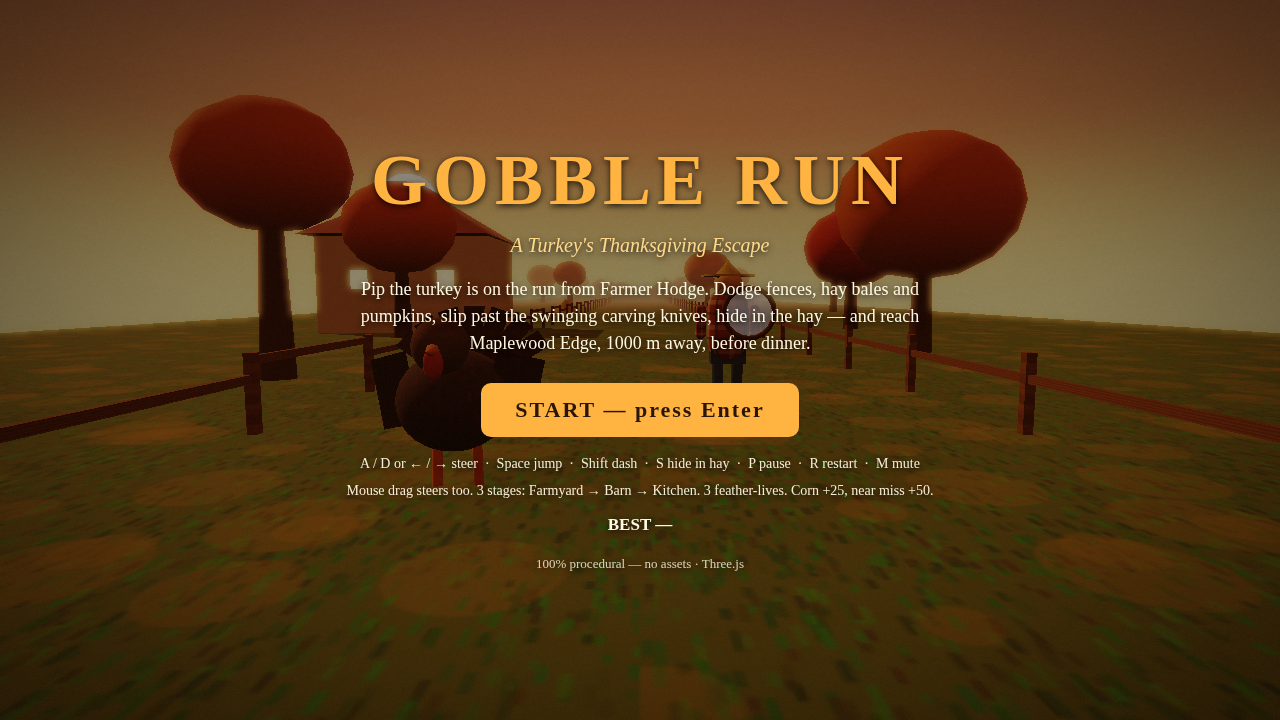 GOBBLE RUN
A Turkey's Thanksgiving Escape
Pip the turkey is on the run from Farmer Hodge. Dodge fences, hay bales and
pumpkins, slip past the swinging carving knives, hide in the hay — and reach
Maplewood Edge, 1000 m away, before dinner.
START — press Enter
A / D or ← / → steer · Space jump · Shift dash · S hide in hay · P pause · R restart · M mute
Mouse drag steers too. 3 stages: Farmyard → Barn → Kitchen. 3 feather-lives. Corn +25, near miss +50.
BEST —
100% procedural — no assets · Three.js